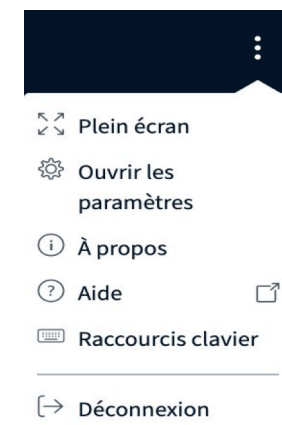 Plein écran
Ouvrir les
paramètres
À propos
Aide
Raccourcis clavier
Déconnexion